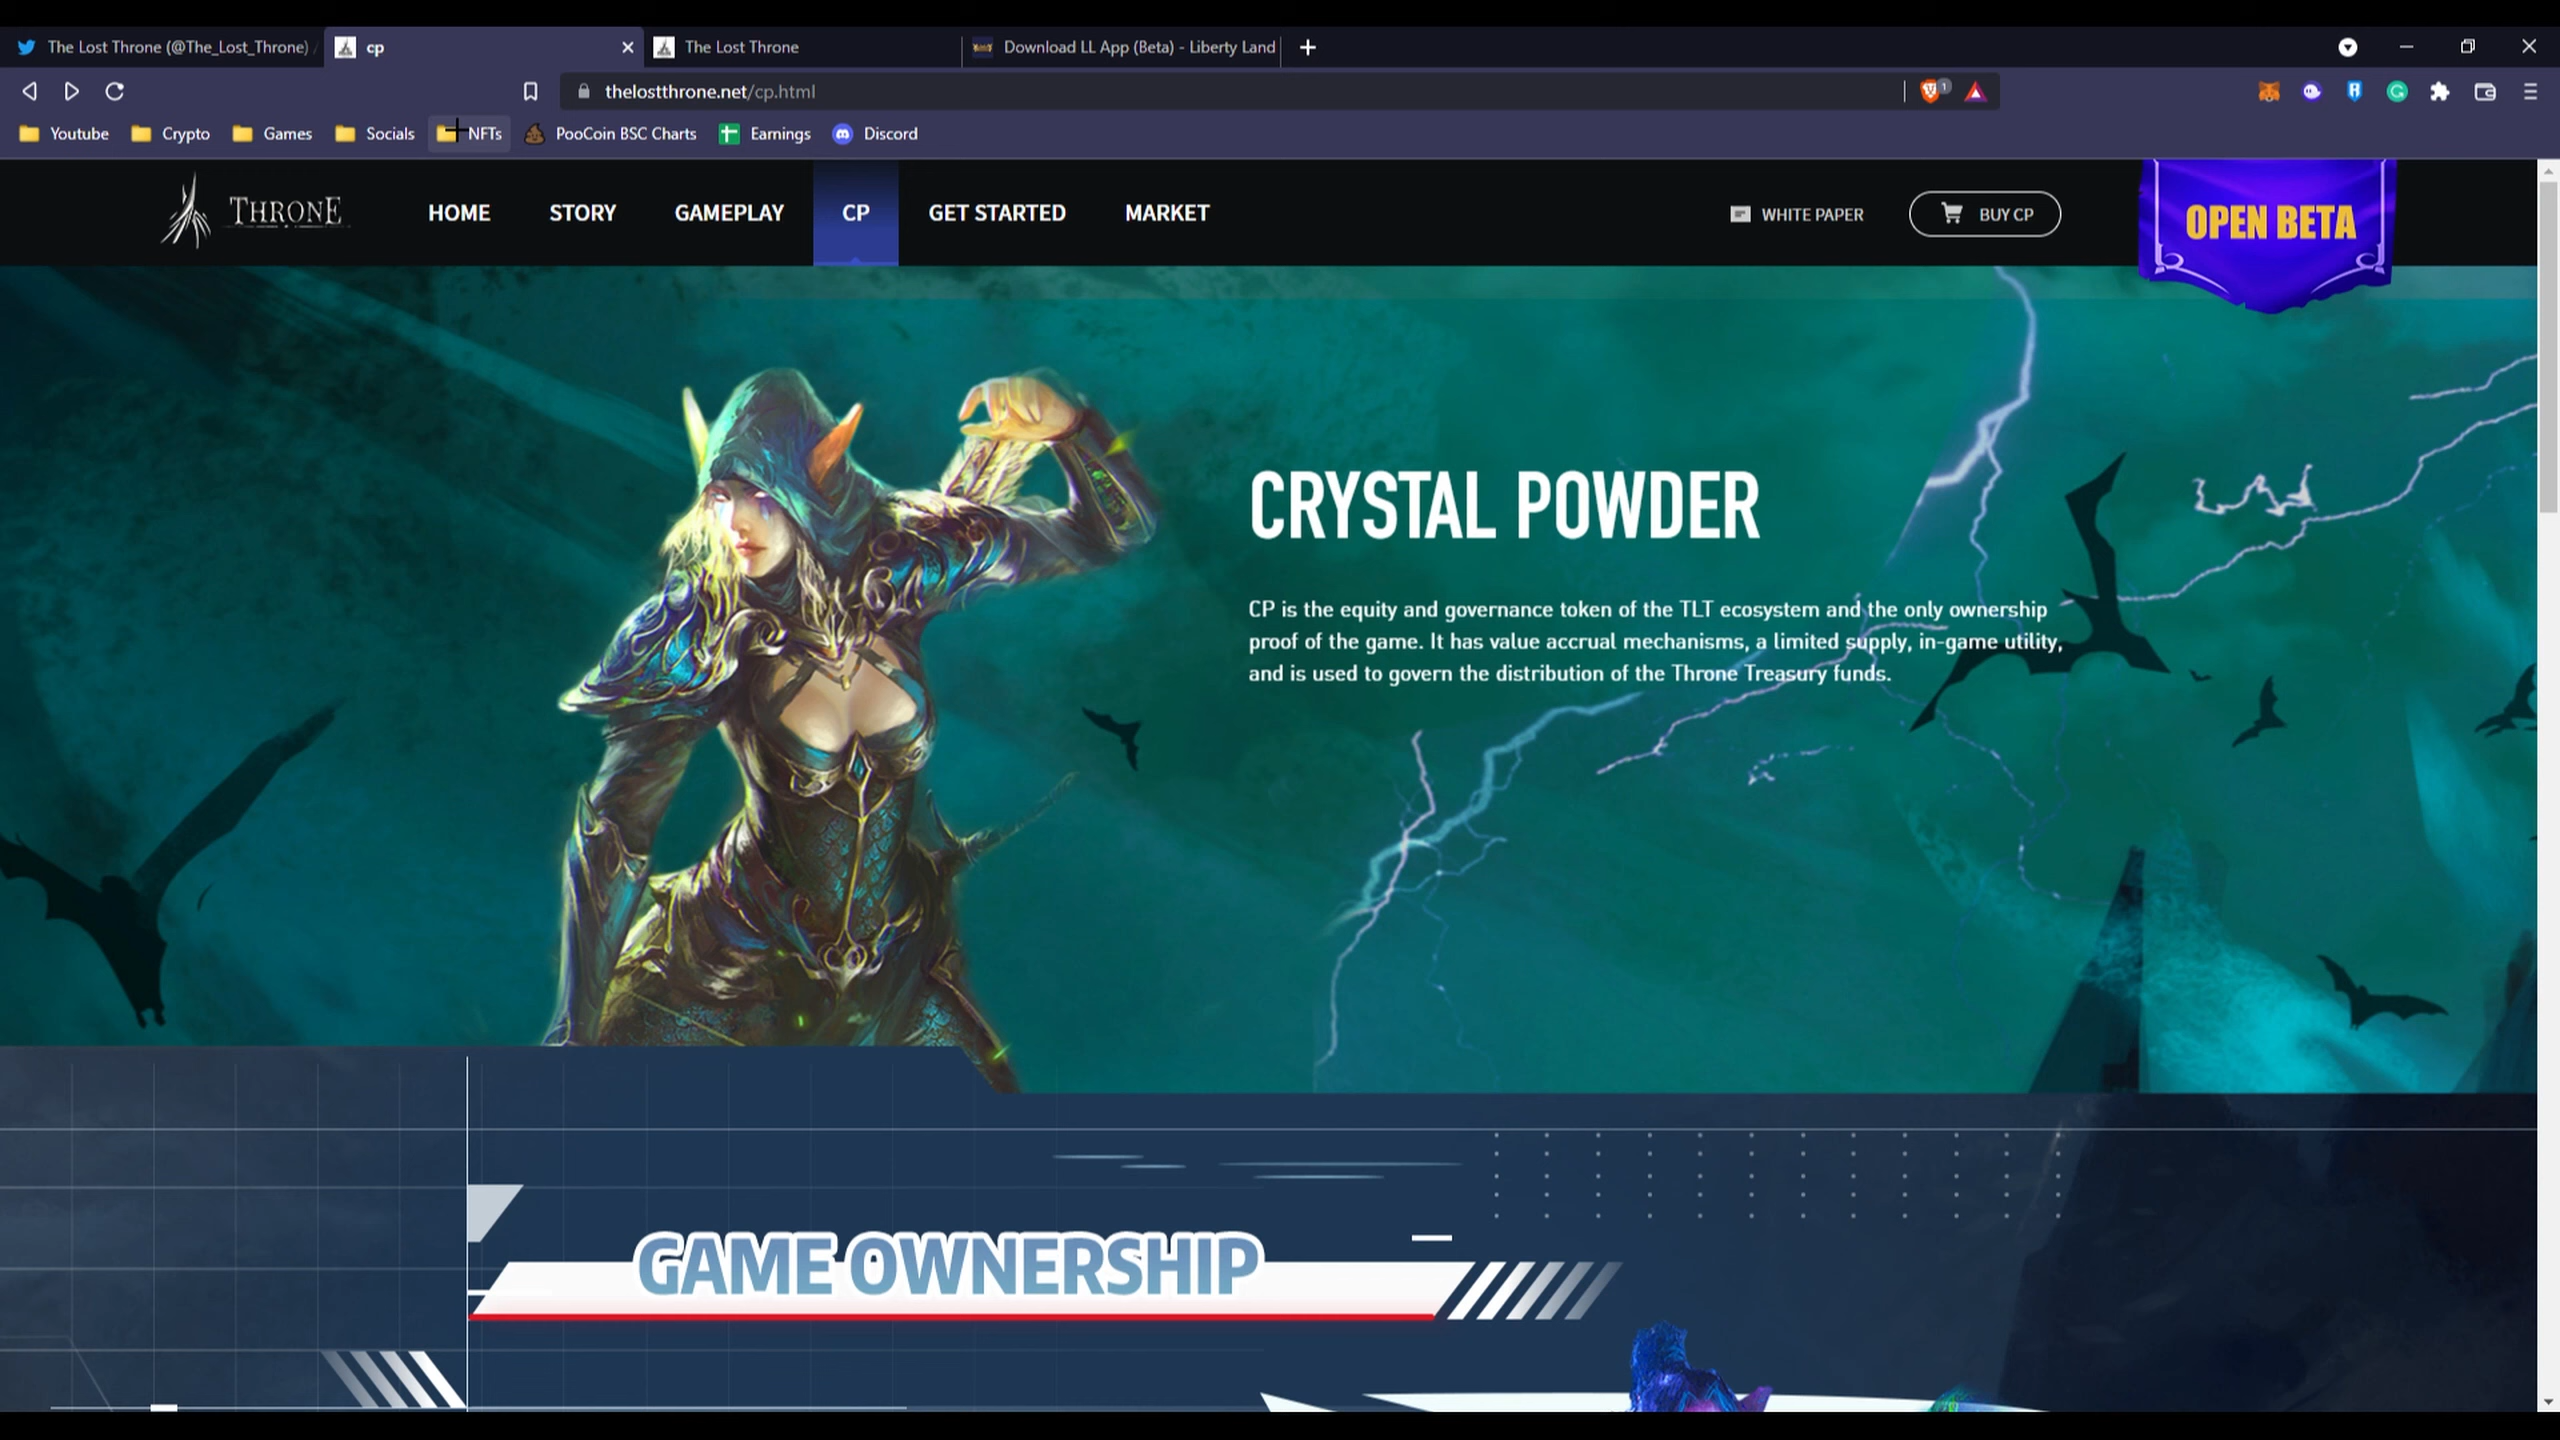 The Lost Throne (@The_Lost_Throne) /
cp
The Lost Throne
Download LL App (Beta) - Liberty Land
thelostthrone.net/cp.html
1
Youtube
Crypto
Games
Socials
NFTs
PooCoin BSC Charts
Earnings
Discord
THRONE
HOME
STORY
GAMEPLAY
CP
GET STARTED
MARKET
WHITE PAPER
BUY CP
OPEN BETA
CRYSTAL POWDER
CP is the equity and governance token of the TLT ecosystem and the only ownership
proof of the game. It has value accrual mechanisms, a limited supply, in-game utility,
and is used to govern the distribution of the Throne Treasury funds.
GAME OWNERSHIP